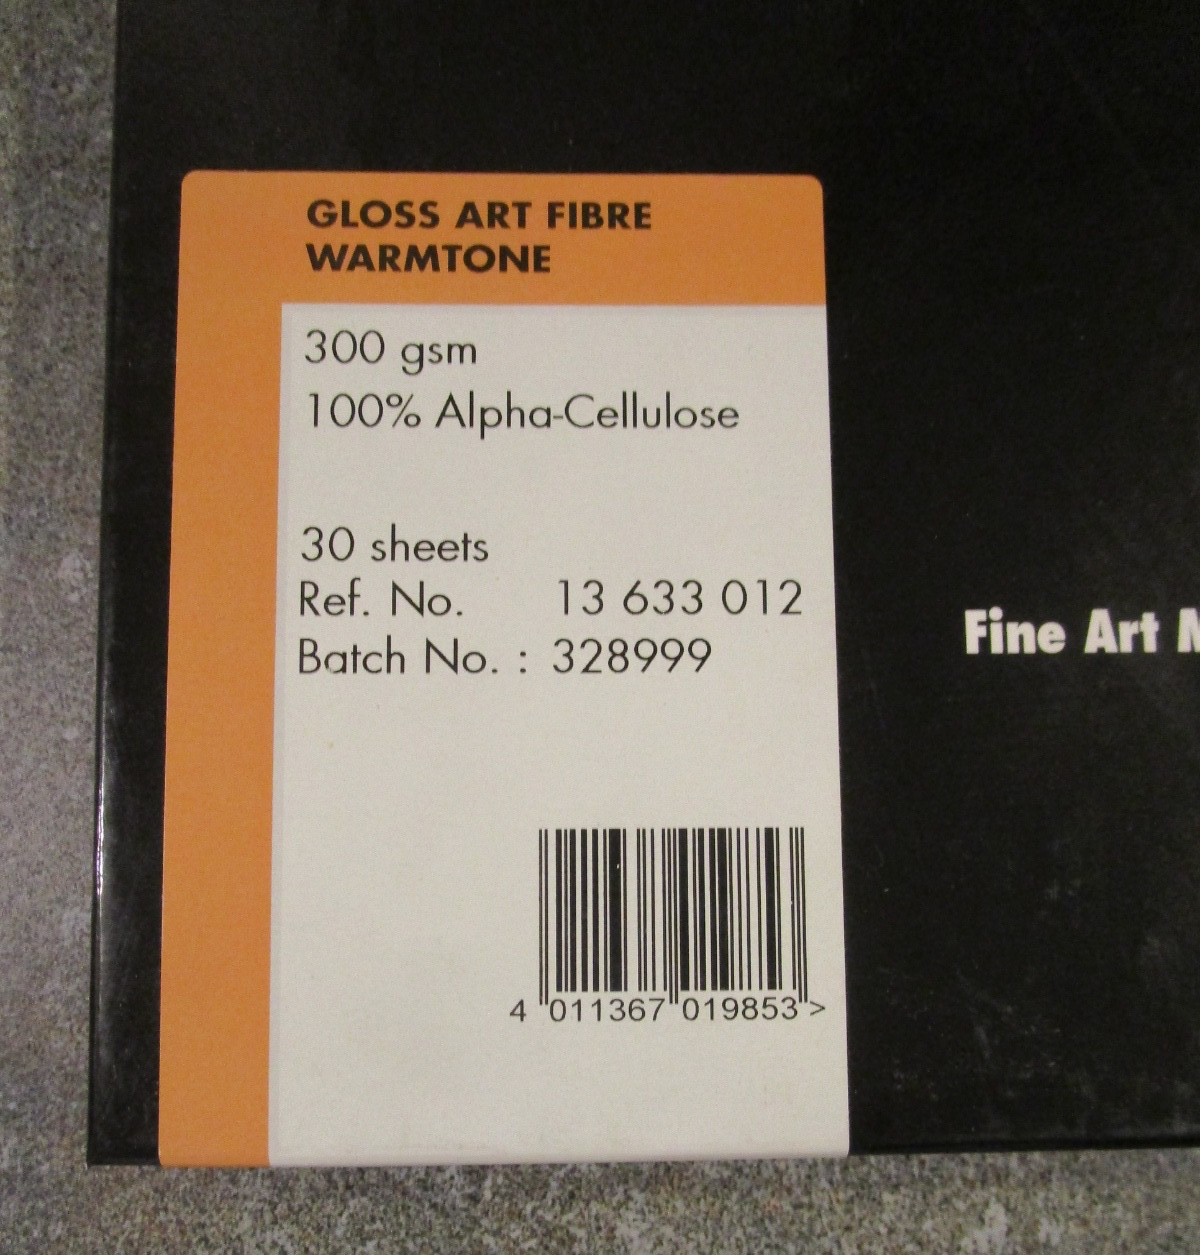 GLOSS ART FIBRE
WARMTONE
300 gsm
100% Alpha-Cellulose
30 sheets
Ref. No. 13 633 012
Batch No. : 328999
Fine Art
4 011367 019853 >